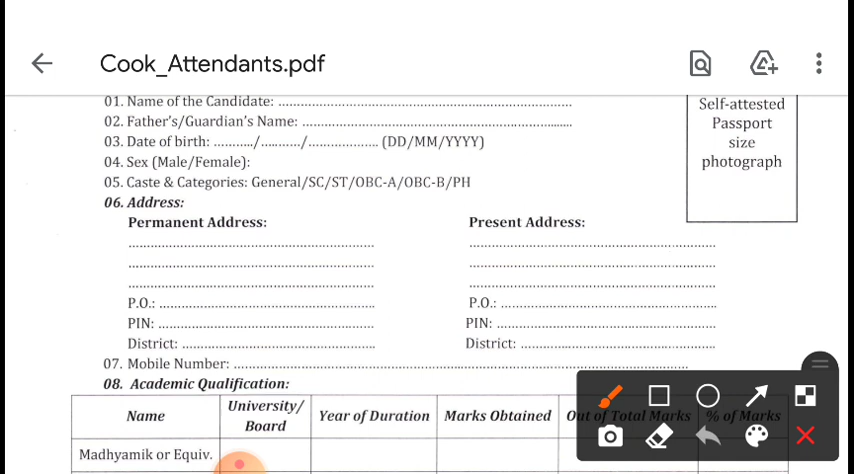 Cook_Attendants.pdf
01. Name of the Candidate: ........................................................................................
Self-attested
Passport
size
photograph
02. Father's/Guardian's Name: .................................................................................
03. Date of birth: ........../........../.................. (DD/MM/YYYY)
04. Sex (Male/Female):
05. Caste & Categories: General/SC/ST/OBC-A/OBC-B/PH
06. Address:
Permanent Address: Present Address:
P.O.: ................................................................ P.O.: ................................................................
PIN: ................................................................ PIN: ................................................................
District: ......................................................... District: .........................................................
07. Mobile Number: ........................................................................................
08. Academic Qualification:
Name University/ Board Year of Duration Marks Obtained Out of Total Marks % of Marks
Madhyamik or Equiv.